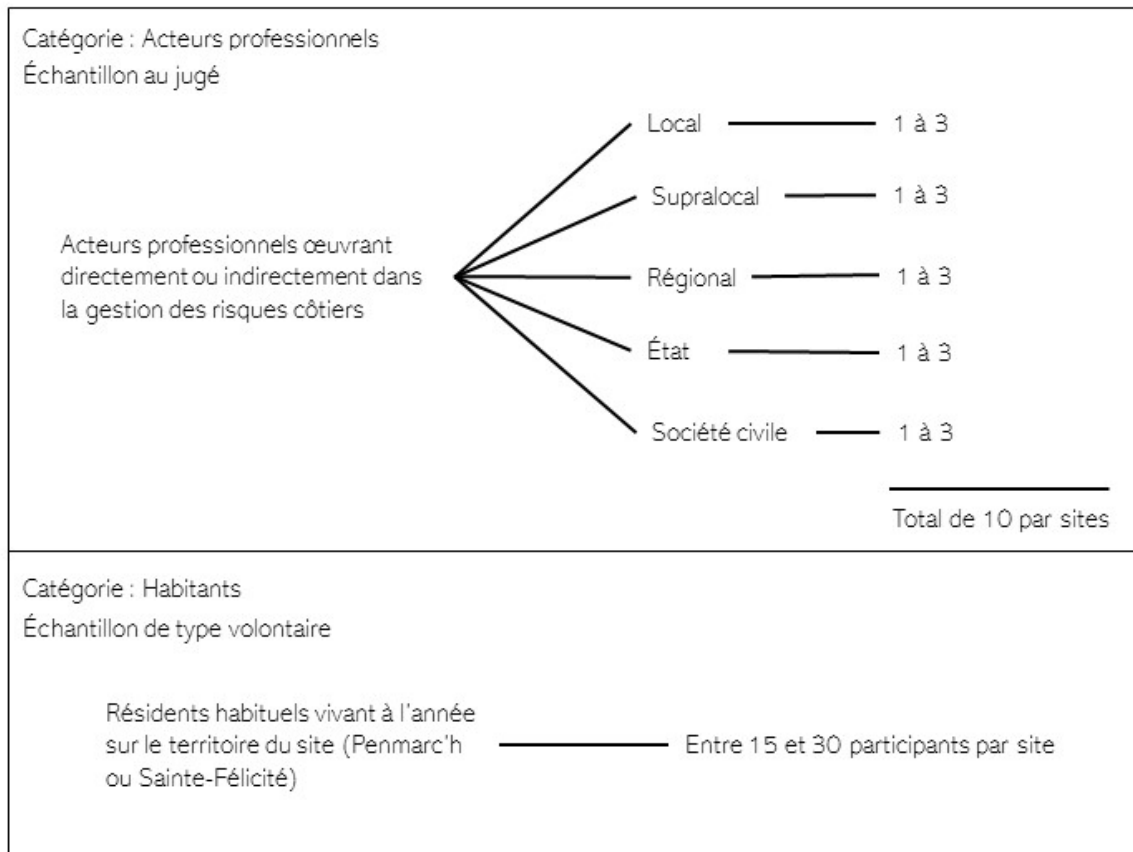 Catégorie : Acteurs professionnels
Échantillon au jugé
Local 1 à 3
Supralocal 1 à 3
Acteurs professionnels œuvrant
directement ou indirectement dans
la gestion des risques côtiers
Régional 1 à 3
État 1 à 3
Société civile 1 à 3
Total de 10 par sites
Catégorie : Habitants
Échantillon de type volontaire
Résidents habituels vivant à l'année
sur le territoire du site (Penmarc'h
ou Sainte-Félicité)
Entre 15 et 30 participants par site